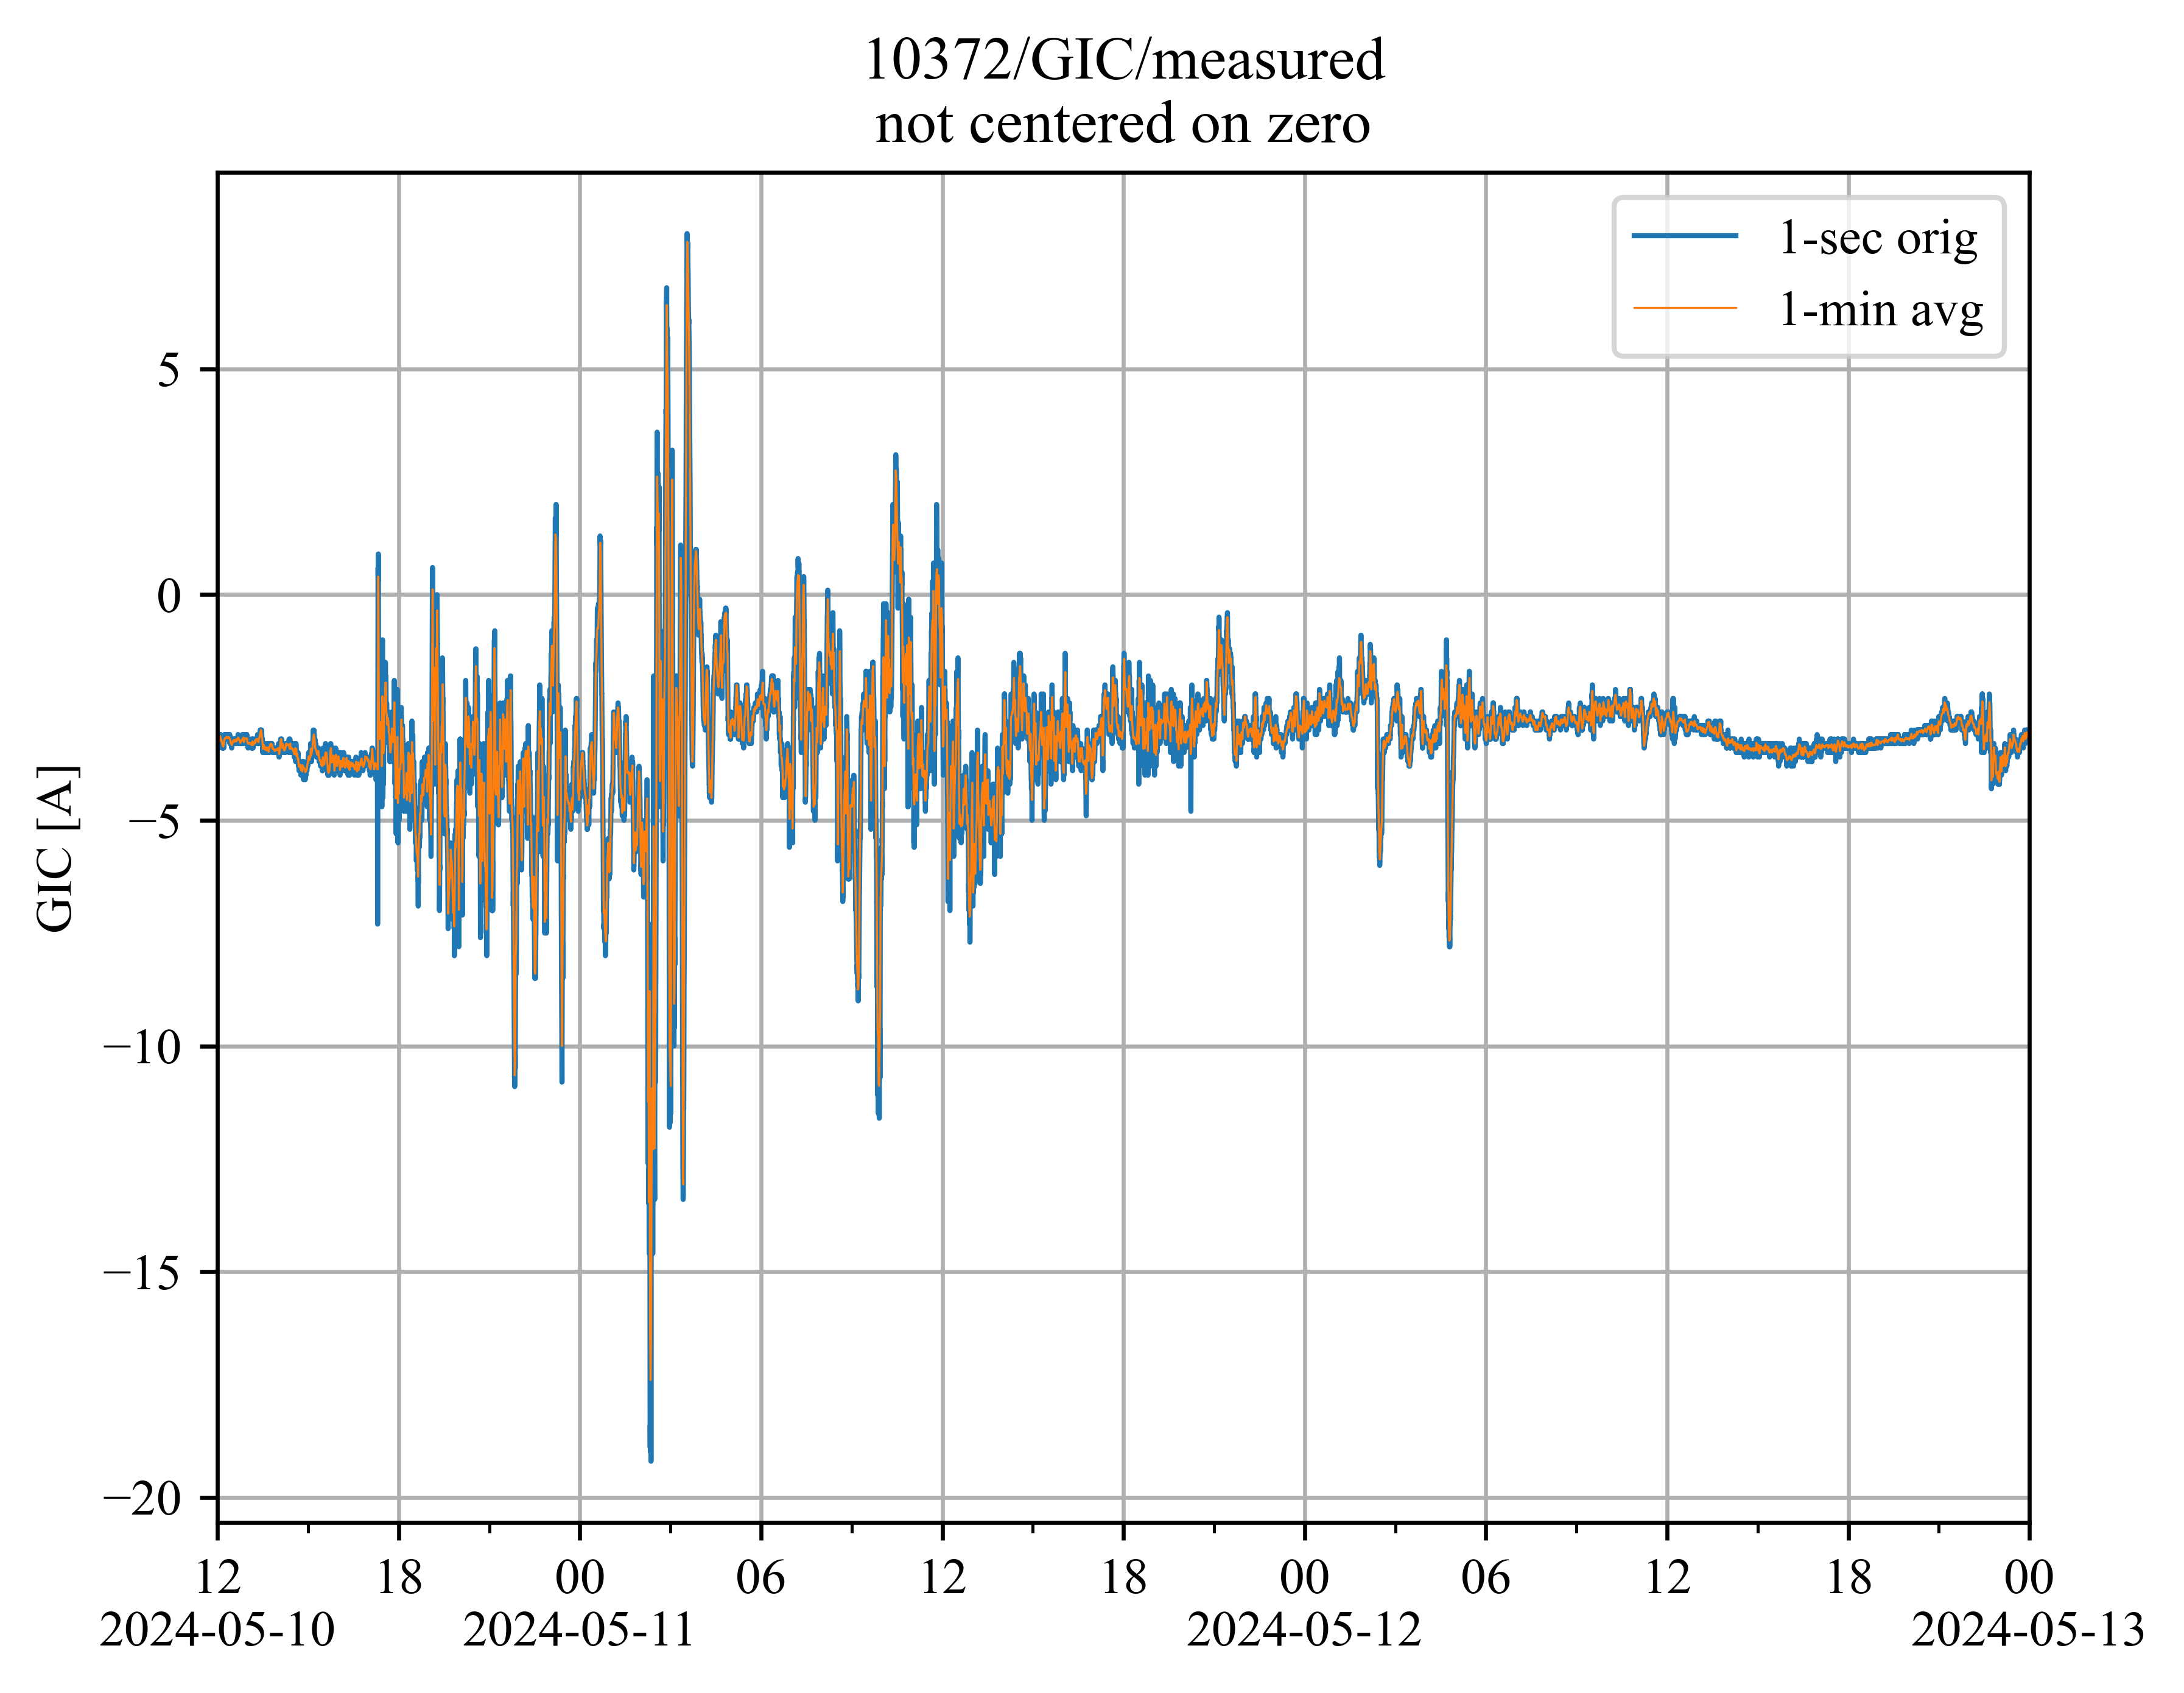 10372/GIC/measured
not centered on zero
1-sec orig
1-min avg
GIC [A]
5
0
−5
−10
−15
−20
12 18 00 06 12 18 00 06 12 18 00
2024-05-10 2024-05-11 2024-05-12 2024-05-13